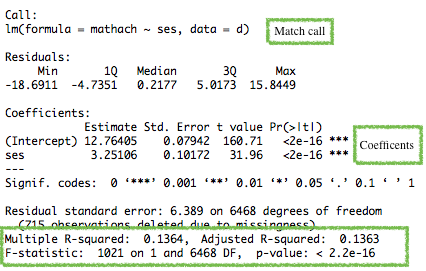 Call:
lm(formula = mathach ~ ses, data = d)
Match call
Residuals:
Min 1Q Median 3Q Max
-18.6911 -4.7351 0.2177 5.0173 15.8449
Coefficients:
Estimate Std. Error t value Pr(>|t|)
(Intercept) 12.76405 0.07942 160.71 <2e-16 ***
ses 3.25106 0.10172 31.96 <2e-16 ***
Coefficents
---
Signif. codes: 0 ‘***’ 0.001 ‘**’ 0.01 ‘*’ 0.05 ‘.’ 0.1 ‘ ’ 1
Residual standard error: 6.389 on 6468 degrees of freedom
(715 observations deleted due to missingness)
Multiple R-squared: 0.1364, Adjusted R-squared: 0.1363
F-statistic: 1021 on 1 and 6468 DF, p-value: < 2.2e-16